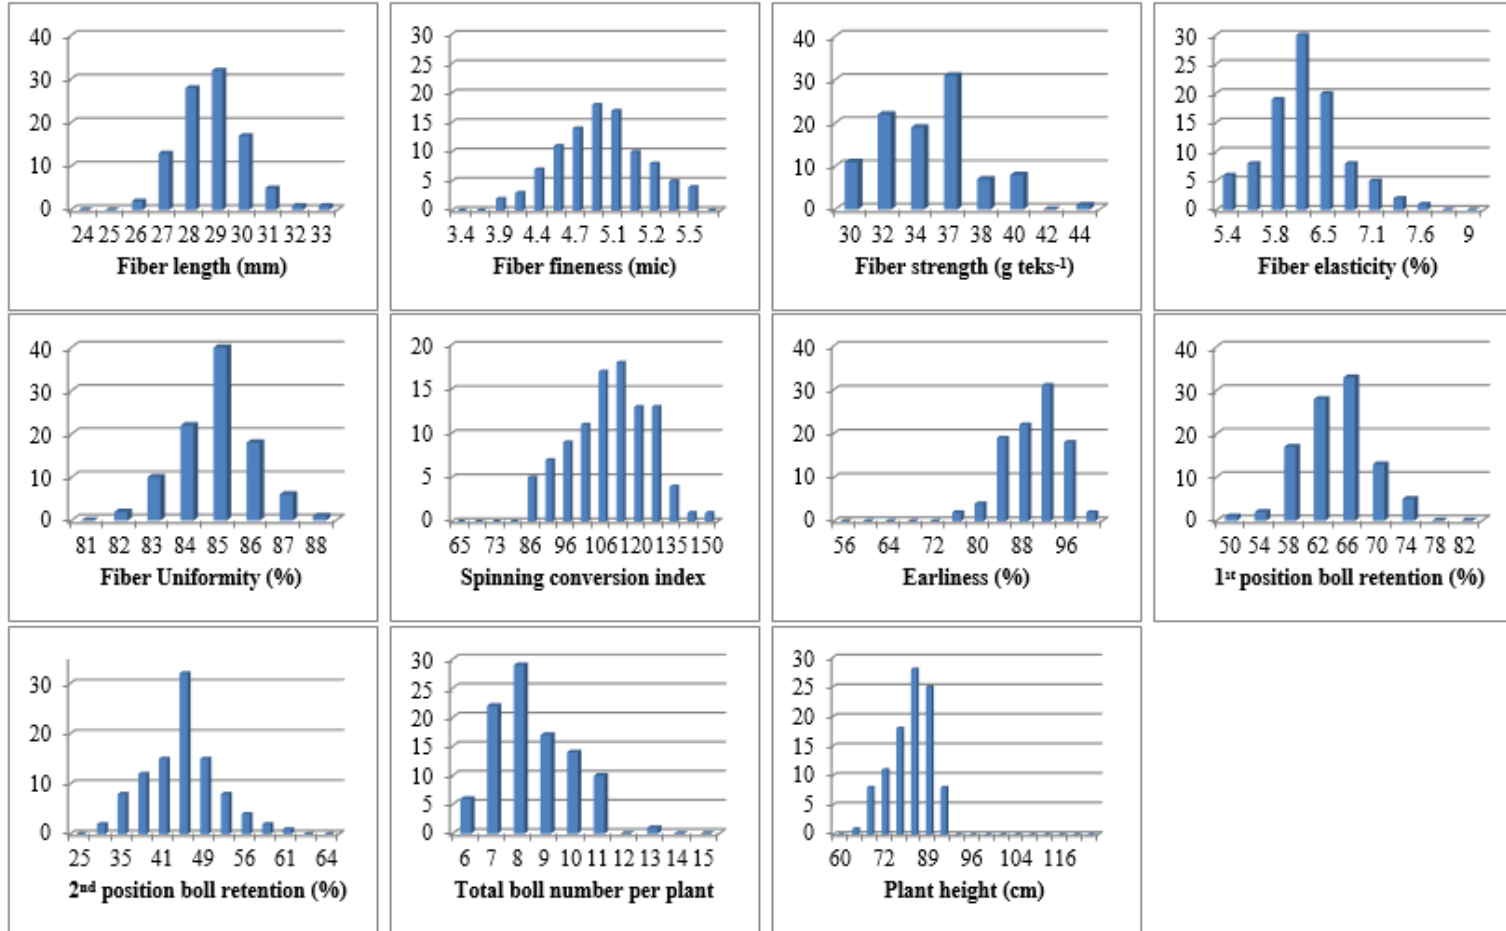 40
30
20
10
0
24 25 26 27 28 29 30 31 32 33
Fiber length (mm)
30
25
20
15
10
5
0
3.4 3.9 4.4 4.7 5.1 5.2 5.5
Fiber fineness (mic)
40
30
20
10
0
30 32 34 37 38 40 42 44
Fiber strength (g teks-1)
30
25
20
15
10
5
0
5.4 5.8 6.5 7.1 7.6 9
Fiber elasticity (%)
40
30
20
10
0
81 82 83 84 85 86 87 88
Fiber Uniformity (%)
20
15
10
5
0
65 73 86 96 106 120 135 150
Spinning conversion index
40
30
20
10
0
56 64 72 80 88 96
Earliness (%)
40
30
20
10
0
50 54 58 62 66 70 74 78 82
1st position boll retention (%)
30
20
10
0
25 35 41 49 56 61 64
2nd position boll retention (%)
30
25
20
15
10
5
0
6 7 8 9 10 11 12 13 14 15
Total boll number per plant
30
25
20
15
10
5
0
60 72 89 96 104 116
Plant height (cm)